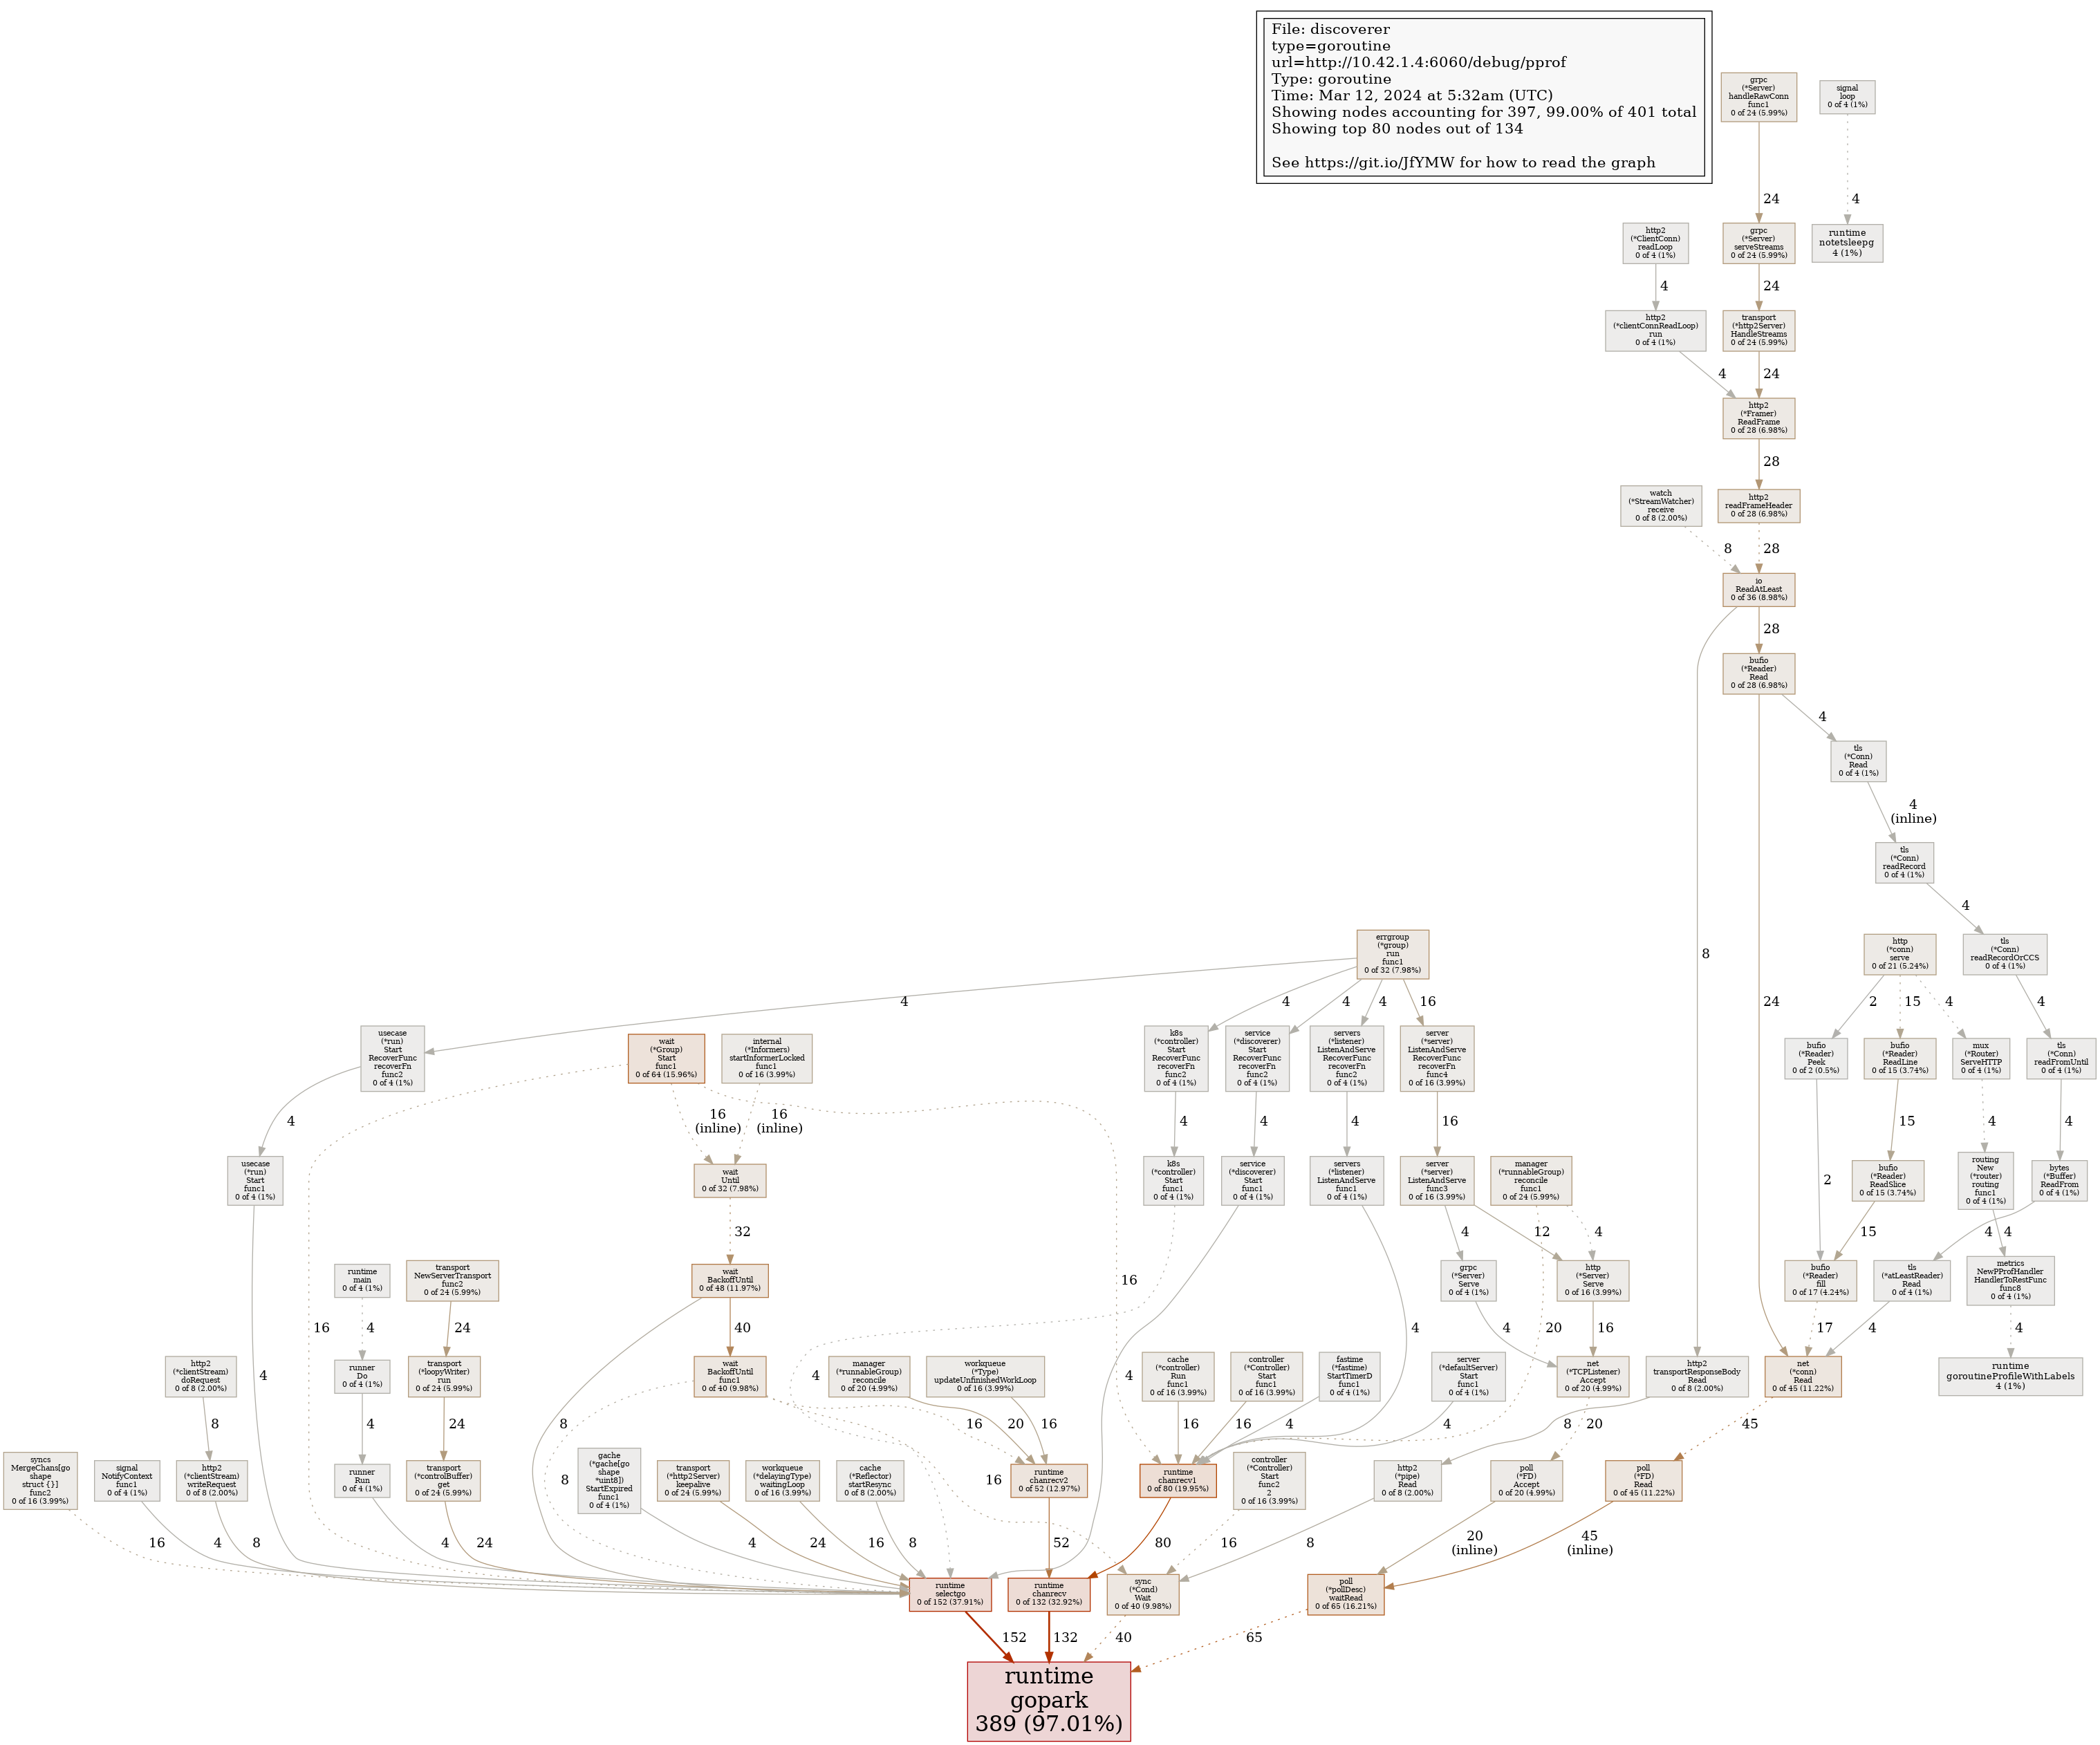 File: discoverer
type=goroutine
url=http://10.42.1.4:6060/debug/pprof
Type: goroutine
Time: Mar 12, 2024 at 5:32am (UTC)
Showing nodes accounting for 397, 99.00% of 401 total
Showing top 80 nodes out of 134
See https://git.io/JfYMW for how to read the graph
grpc
(*Server)
handleRawConn
func1
0 of 24 (5.99%)
signal
loop
0 of 4 (1%)
24
4
http2
(*ClientConn)
readLoop
0 of 4 (1%)
grpc
(*Server)
serveStreams
0 of 24 (5.99%)
runtime
notetsleepg
4 (1%)
4
24
http2
(*clientConnReadLoop)
run
0 of 4 (1%)
transport
(*http2Server)
HandleStreams
0 of 24 (5.99%)
4
24
http2
(*Framer)
ReadFrame
0 of 28 (6.98%)
28
watch
(*StreamWatcher)
receive
0 of 8 (2.00%)
http2
readFrameHeader
0 of 28 (6.98%)
8
28
io
ReadAtLeast
0 of 36 (8.98%)
28
bufio
(*Reader)
Read
0 of 28 (6.98%)
4
tls
(*Conn)
Read
0 of 4 (1%)
4
(inline)
tls
(*Conn)
readRecord
0 of 4 (1%)
4
8
24
errgroup
(*group)
run
func1
0 of 32 (7.98%)
http
(*conn)
serve
0 of 21 (5.24%)
tls
(*Conn)
readRecordOrCCS
0 of 4 (1%)
4
4
4
4
16
2
15
4
4
usecase
(*run)
Start
RecoverFunc
recoverFn
func2
0 of 4 (1%)
wait
(*Group)
Start
func1
0 of 64 (15.96%)
internal
(*Informers)
startInformerLocked
func1
0 of 16 (3.99%)
k8s
(*controller)
Start
RecoverFunc
recoverFn
func2
0 of 4 (1%)
service
(*discoverer)
Start
RecoverFunc
recoverFn
func2
0 of 4 (1%)
servers
(*listener)
ListenAndServe
RecoverFunc
recoverFn
func2
0 of 4 (1%)
server
(*server)
ListenAndServe
RecoverFunc
recoverFn
func4
0 of 16 (3.99%)
bufio
(*Reader)
Peek
0 of 2 (0.5%)
bufio
(*Reader)
ReadLine
0 of 15 (3.74%)
mux
(*Router)
ServeHTTP
0 of 4 (1%)
tls
(*Conn)
readFromUntil
0 of 4 (1%)
4
16
(inline)
16
(inline)
4
4
4
16
15
4
4
usecase
(*run)
Start
func1
0 of 4 (1%)
wait
Until
0 of 32 (7.98%)
k8s
(*controller)
Start
func1
0 of 4 (1%)
service
(*discoverer)
Start
func1
0 of 4 (1%)
servers
(*listener)
ListenAndServe
func1
0 of 4 (1%)
server
(*server)
ListenAndServe
func3
0 of 16 (3.99%)
manager
(*runnableGroup)
reconcile
func1
0 of 24 (5.99%)
2
bufio
(*Reader)
ReadSlice
0 of 15 (3.74%)
routing
New
(*router)
routing
func1
0 of 4 (1%)
bytes
(*Buffer)
ReadFrom
0 of 4 (1%)
32
4
12
4
15
4
4
runtime
main
0 of 4 (1%)
transport
NewServerTransport
func2
0 of 24 (5.99%)
wait
BackoffUntil
0 of 48 (11.97%)
16
grpc
(*Server)
Serve
0 of 4 (1%)
http
(*Server)
Serve
0 of 16 (3.99%)
bufio
(*Reader)
fill
0 of 17 (4.24%)
tls
(*atLeastReader)
Read
0 of 4 (1%)
metrics
NewPProfHandler
HandlerToRestFunc
func8
0 of 4 (1%)
16
4
24
40
4
20
4
16
17
4
4
http2
(*clientStream)
doRequest
0 of 8 (2.00%)
4
runner
Do
0 of 4 (1%)
transport
(*loopyWriter)
run
0 of 24 (5.99%)
wait
BackoffUntil
func1
0 of 40 (9.98%)
4
manager
(*runnableGroup)
reconcile
0 of 20 (4.99%)
workqueue
(*Type)
updateUnfinishedWorkLoop
0 of 16 (3.99%)
4
cache
(*controller)
Run
func1
0 of 16 (3.99%)
controller
(*Controller)
Start
func1
0 of 16 (3.99%)
fastime
(*fastime)
StartTimerD
func1
0 of 4 (1%)
server
(*defaultServer)
Start
func1
0 of 4 (1%)
net
(*TCPListener)
Accept
0 of 20 (4.99%)
http2
transportResponseBody
Read
0 of 8 (2.00%)
net
(*conn)
Read
0 of 45 (11.22%)
runtime
goroutineProfileWithLabels
4 (1%)
8
4
24
8
16
20
16
16
16
4
4
8
20
45
syncs
MergeChans[go
shape
struct {}]
func2
0 of 16 (3.99%)
signal
NotifyContext
func1
0 of 4 (1%)
http2
(*clientStream)
writeRequest
0 of 8 (2.00%)
runner
Run
0 of 4 (1%)
transport
(*controlBuffer)
get
0 of 24 (5.99%)
8
gache
(*gache[go
shape
*uint8])
StartExpired
func1
0 of 4 (1%)
transport
(*http2Server)
keepalive
0 of 24 (5.99%)
workqueue
(*delayingType)
waitingLoop
0 of 16 (3.99%)
cache
(*Reflector)
startResync
0 of 8 (2.00%)
16
runtime
chanrecv2
0 of 52 (12.97%)
runtime
chanrecv1
0 of 80 (19.95%)
controller
(*Controller)
Start
func2
2
0 of 16 (3.99%)
http2
(*pipe)
Read
0 of 8 (2.00%)
poll
(*FD)
Accept
0 of 20 (4.99%)
poll
(*FD)
Read
0 of 45 (11.22%)
16
4
8
4
24
4
24
16
8
52
80
16
8
20
(inline)
45
(inline)
runtime
selectgo
0 of 152 (37.91%)
runtime
chanrecv
0 of 132 (32.92%)
sync
(*Cond)
Wait
0 of 40 (9.98%)
poll
(*pollDesc)
waitRead
0 of 65 (16.21%)
152
132
40
65
runtime
gopark
389 (97.01%)